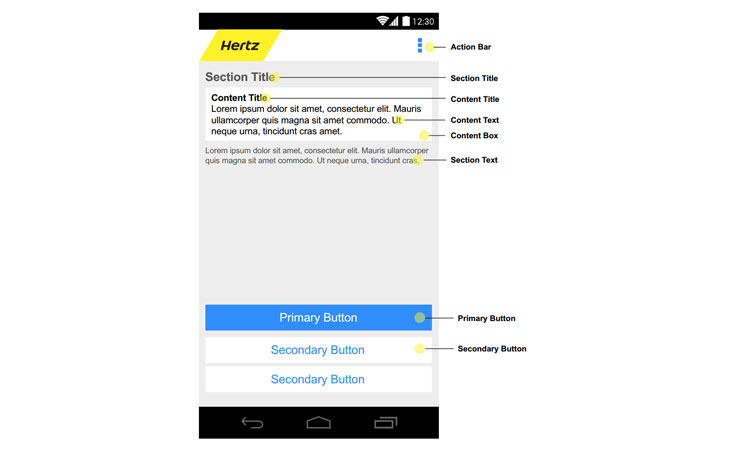 12:30
Hertz
Action Bar
Section Title
Section Title
Content Title
Content Title
Lorem ipsum dolor sit amet, consectetur elit. Mauris
ullamcorper quis magna sit amet commodo. Ut
neque urna, tincidunt cras amet.
Content Text
Content Box
Lorem ipsum dolor sit amet, consectetur elit. Mauris ullamcorper
quis magna sit amet commodo. Ut neque urna, tincidunt cras.
Section Text
Primary Button
Primary Button
Secondary Button
Secondary Button
Secondary Button